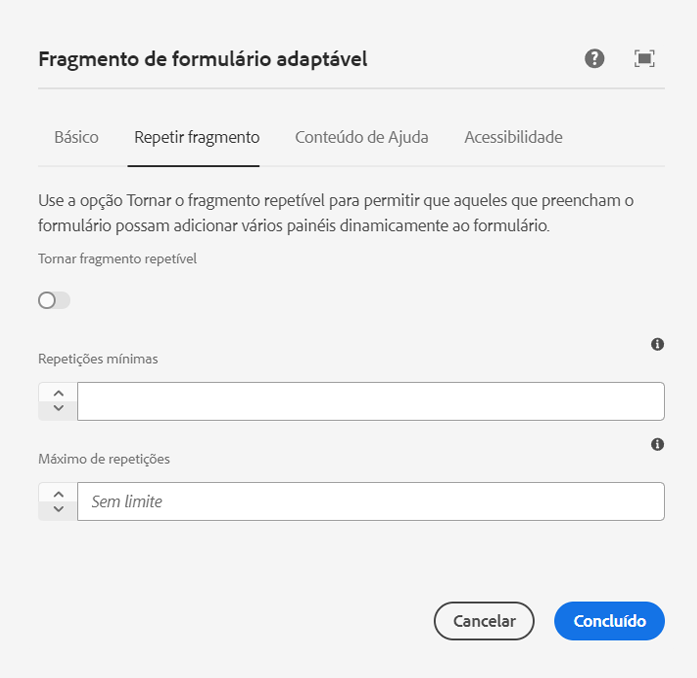 Fragmento de formulário adaptável
Básico Repetir fragmento Conteúdo de Ajuda Acessibilidade
Use a opção Tornar o fragmento repetível para permitir que aqueles que preencham o
formulário possam adicionar vários painéis dinamicamente ao formulário.
Tornar fragmento repetível
Repetições mínimas
Máximo de repetições
Sem limite
Cancelar Concluído